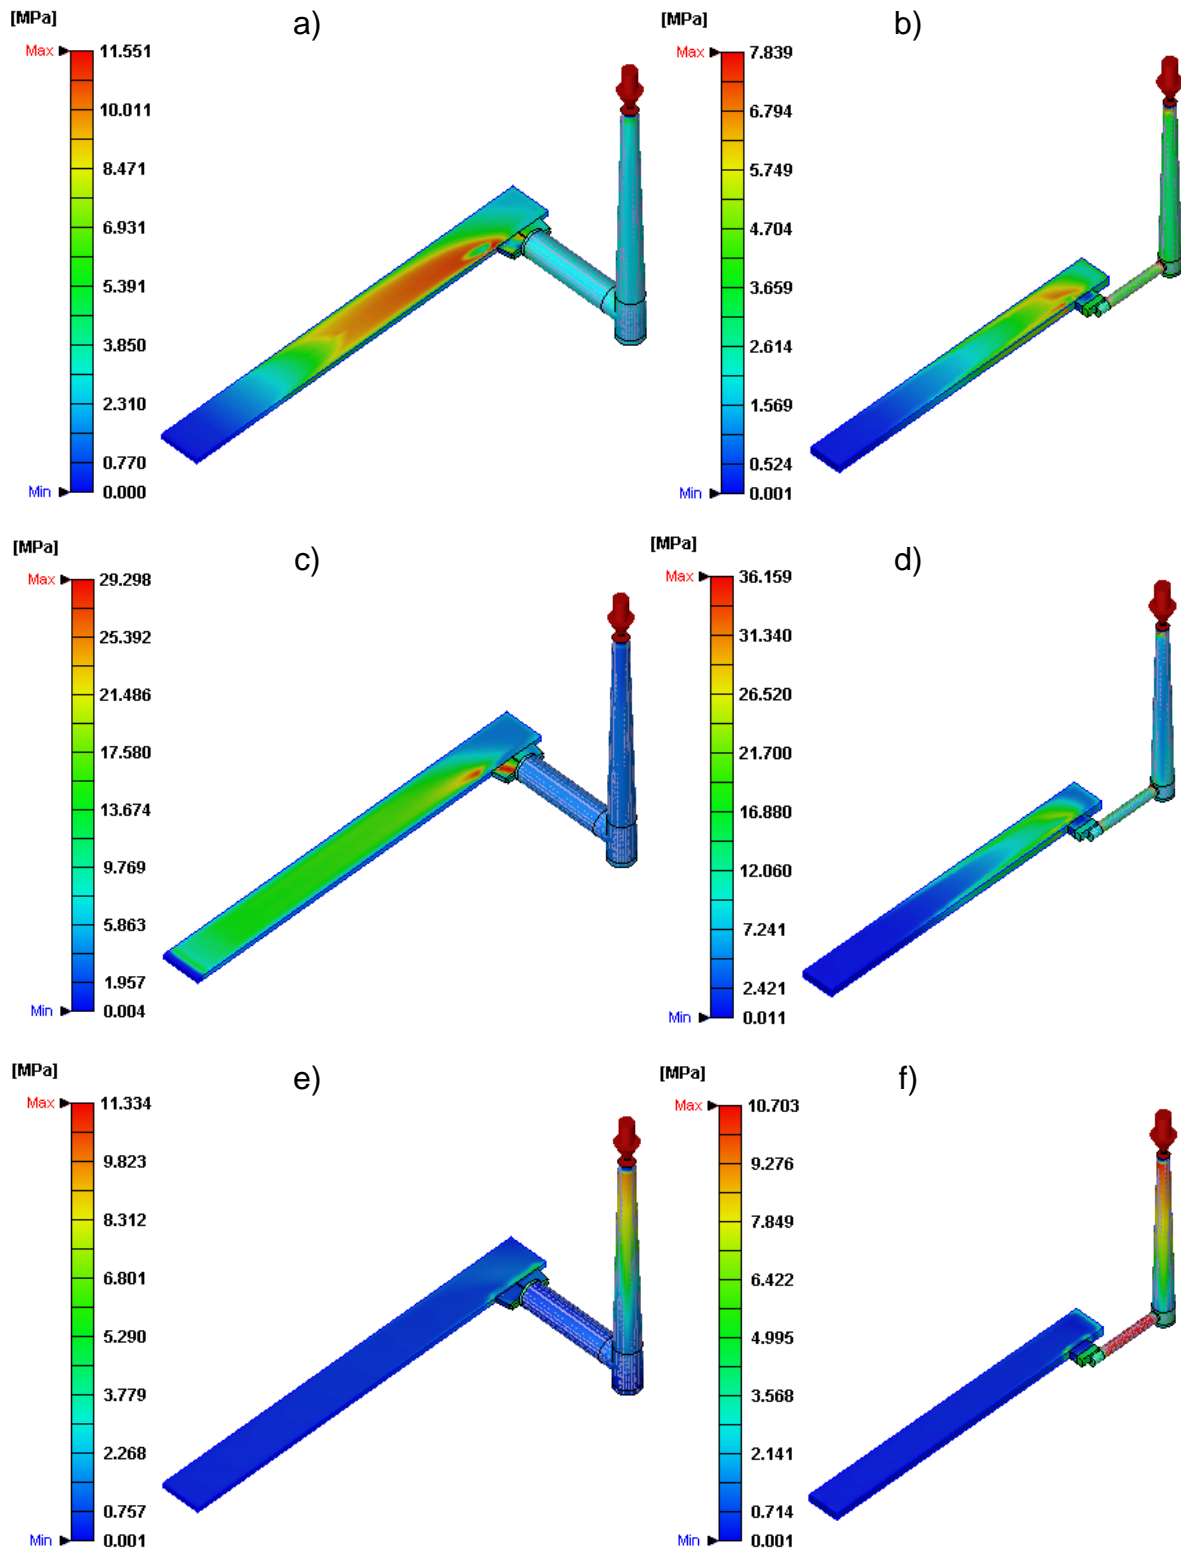 [MPa]
a)
Max
11.551
10.011
8.471
6.931
5.391
3.850
2.310
0.770
Min
0.000
[MPa]
b)
Max
7.839
6.794
5.749
4.704
3.659
2.614
1.569
0.524
Min
0.001
[MPa]
c)
Max
29.298
25.392
21.486
17.580
13.674
9.769
5.863
1.957
Min
0.004
[MPa]
d)
Max
36.159
31.340
26.520
21.700
16.880
12.060
7.241
2.421
Min
0.011
[MPa]
e)
Max
11.334
9.823
8.312
6.801
5.290
3.779
2.268
0.757
Min
0.001
[MPa]
f)
Max
10.703
9.276
7.849
6.422
4.995
3.568
2.141
0.714
Min
0.001